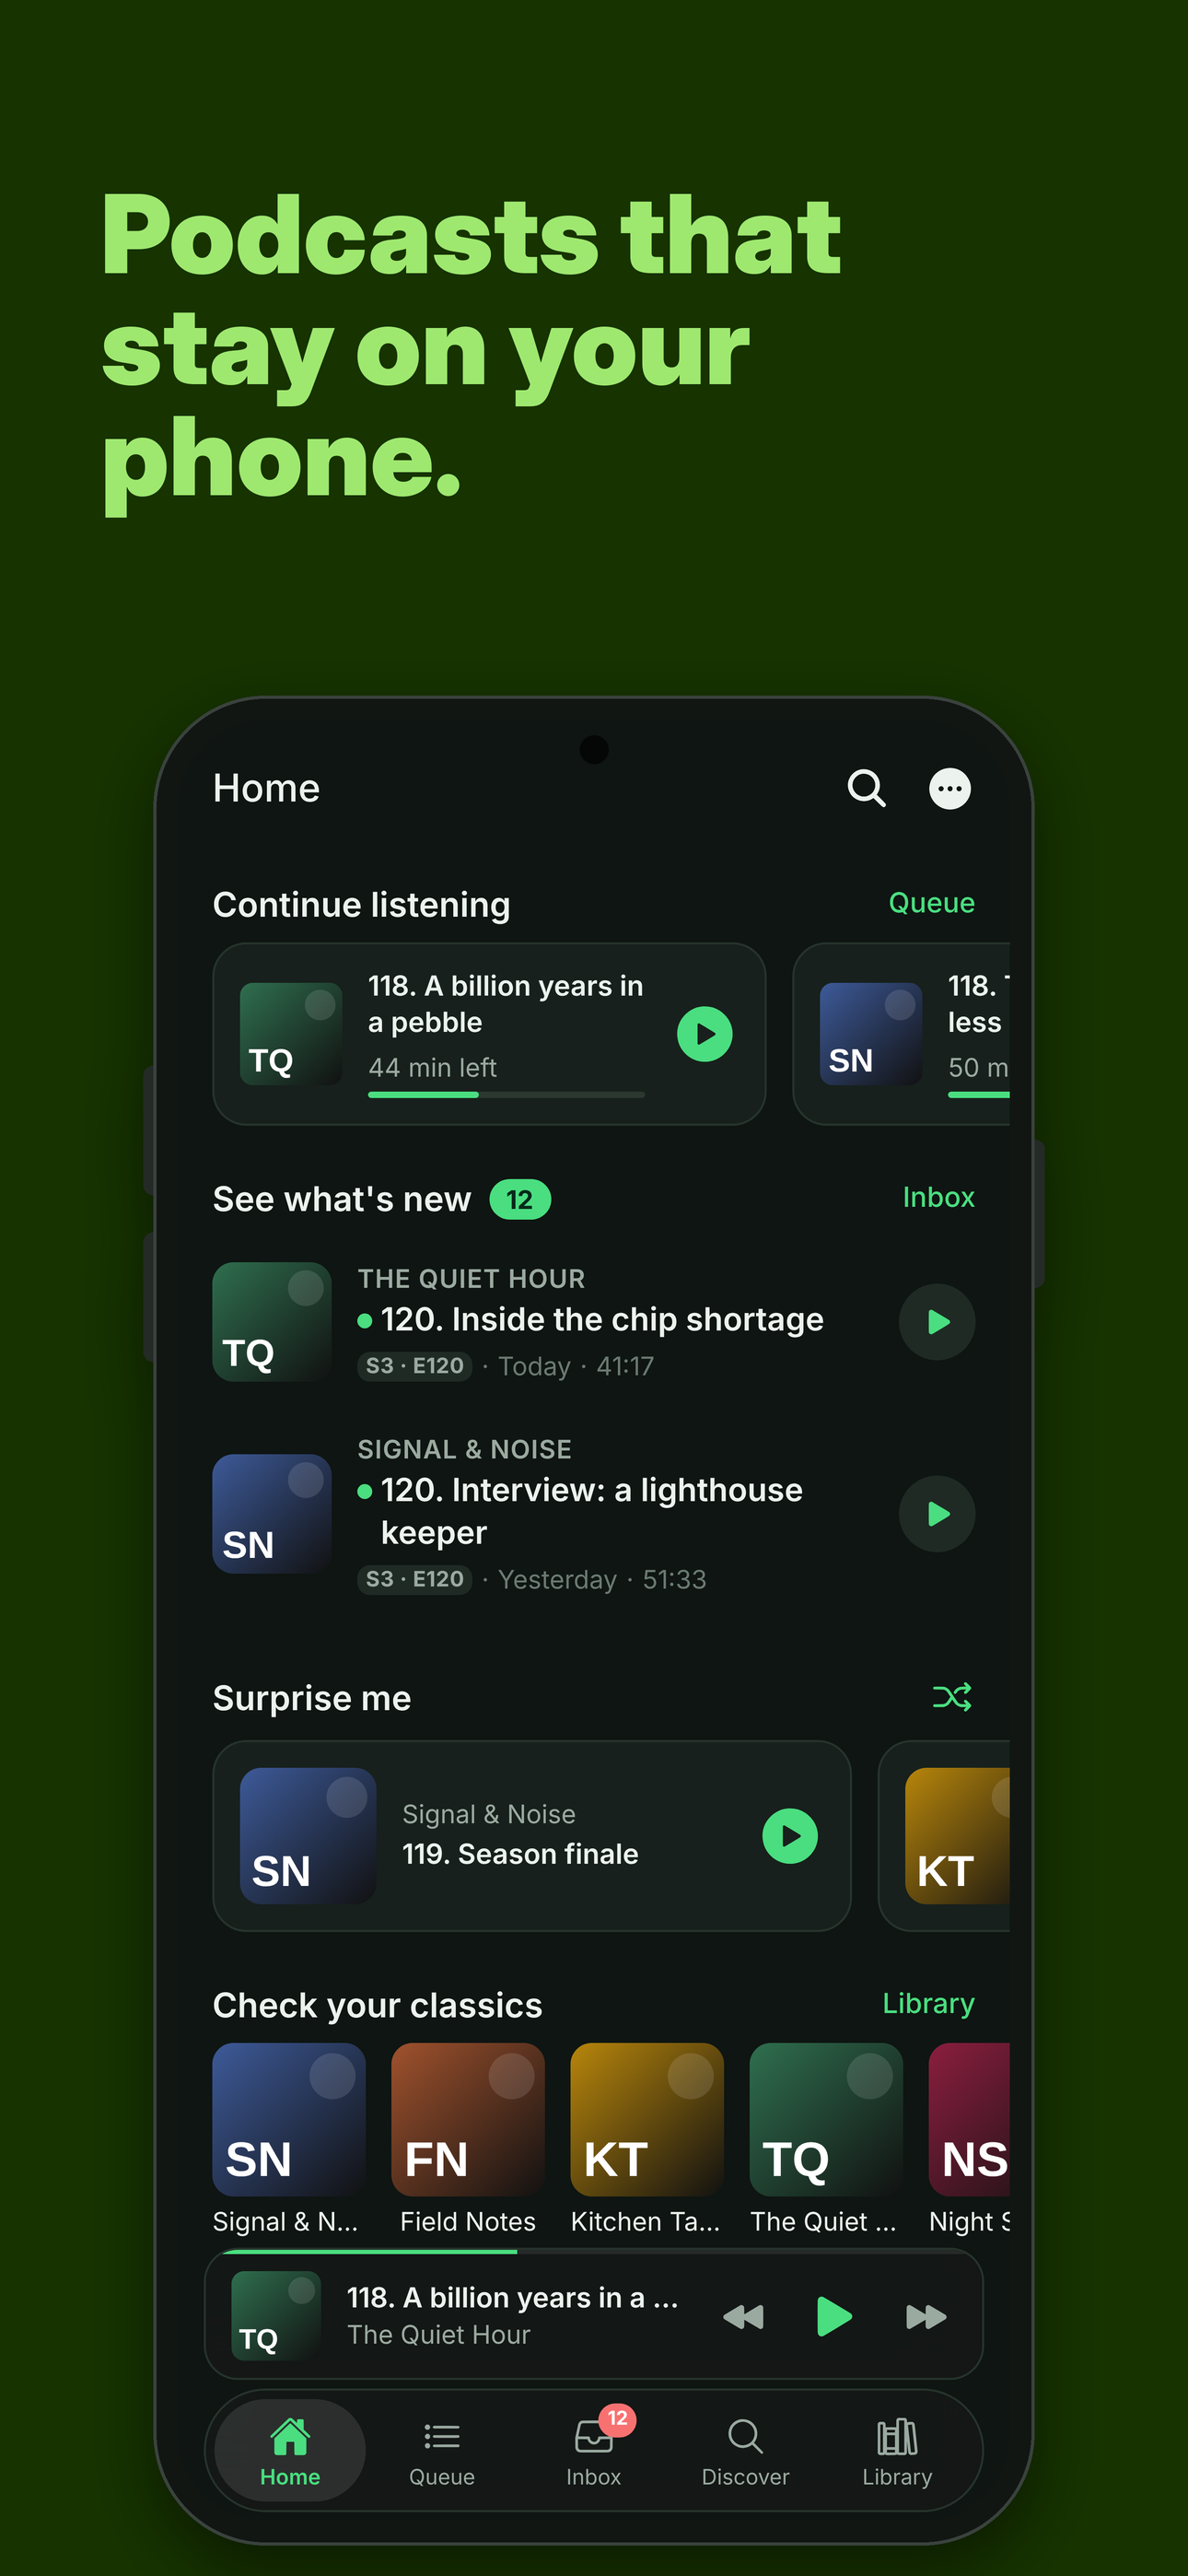 Podcasts that
stay on your
phone.
Home
Continue listening
Queue
TQ
118. A billion years in
a pebble
44 min left
SN
118.
less
50 m
See what's new
12
Inbox
TQ
THE QUIET HOUR
120. Inside the chip shortage
S3 · E120 · Today · 41:17
SN
SIGNAL & NOISE
120. Interview: a lighthouse
keeper
S3 · E120 · Yesterday · 51:33
Surprise me
SN
Signal & Noise
119. Season finale
KT
Check your classics
Library
SN
FN
KT
TQ
NS
Signal & N...
Field Notes
Kitchen Ta...
The Quiet ...
Night S
TQ
118. A billion years in a ...
The Quiet Hour
12
Home
Queue
Inbox
Discover
Library